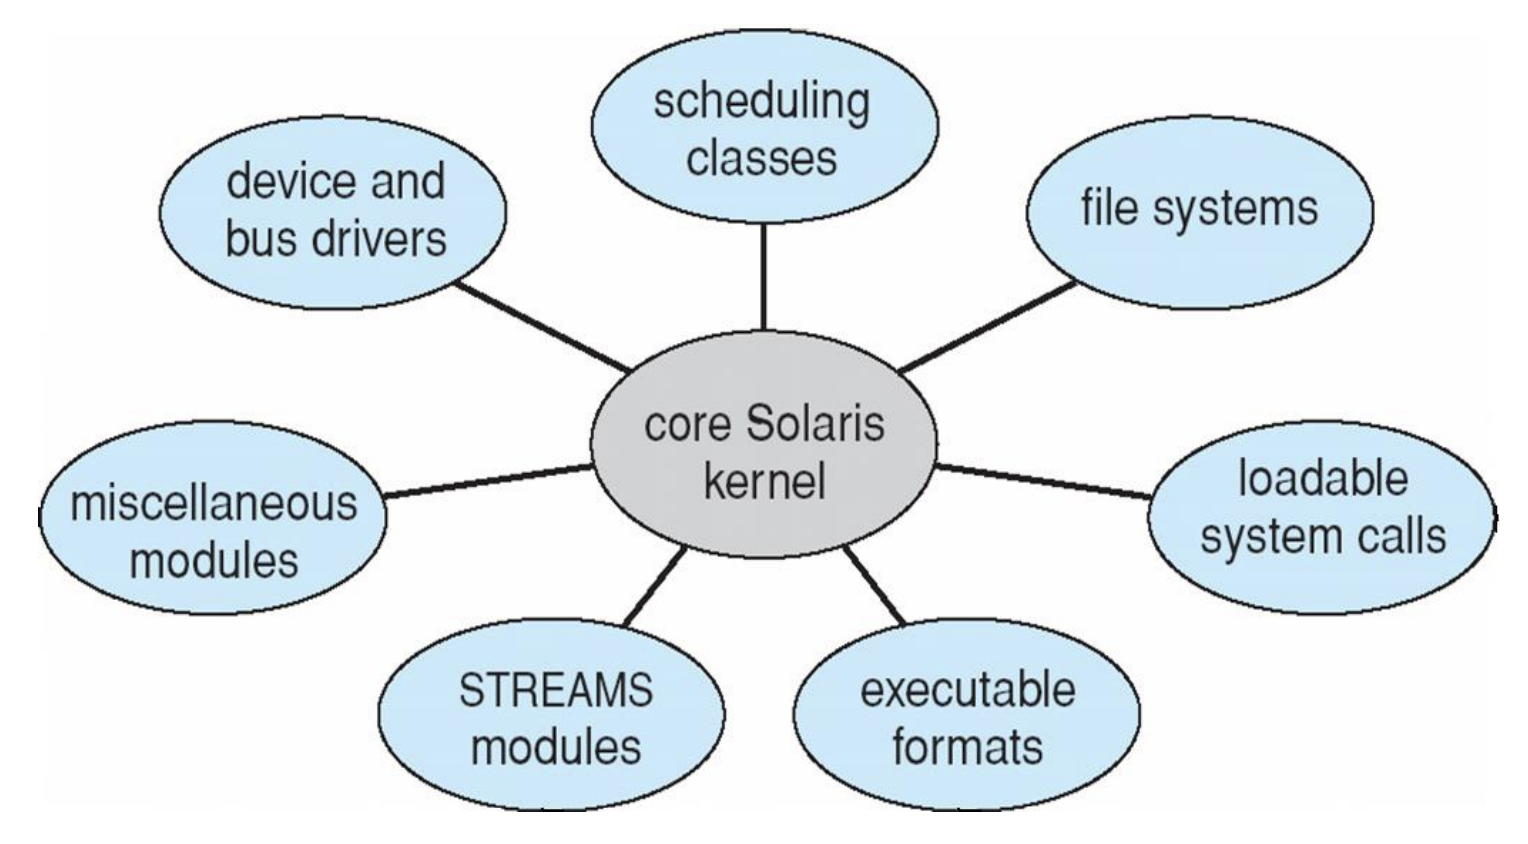 scheduling
classes
device and
bus drivers
file systems
core Solaris
kernel
miscellaneous
modules
loadable
system calls
STREAMS
modules
executable
formats